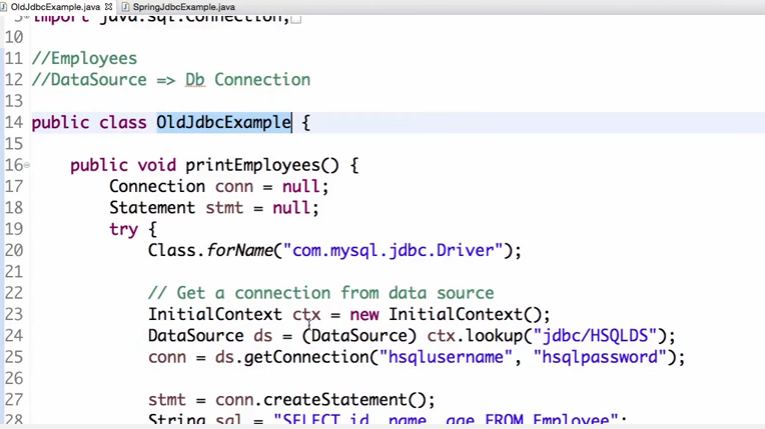 OldJdbcExample.java SpringJdbcExample.java
import java.sql.Connection;
10
11 //Employees
12 //DataSource => Db Connection
13
14 public class OldJdbcExample {
15
16 public void printEmployees() {
17 Connection conn = null;
18 Statement stmt = null;
19 try {
20 Class.forName("com.mysql.jdbc.Driver");
21
22 // Get a connection from data source
23 InitialContext ctx = new InitialContext();
24 DataSource ds = (DataSource) ctx.lookup("jdbc/HSQLDS");
25 conn = ds.getConnection("hsqlusername", "hsqlpassword");
26
27 stmt = conn.createStatement();
28 String sql = "SELECT id, name, age FROM Employee";